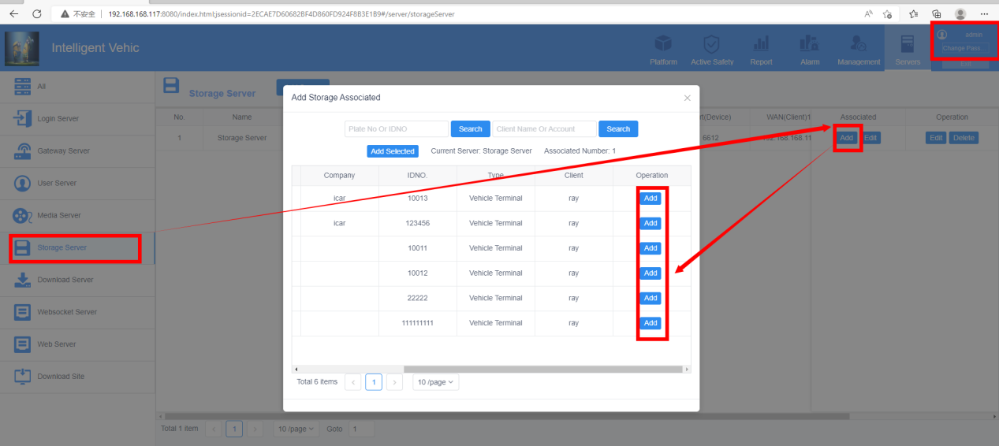 不安全 192.168.168.117:8080/index.html;jsessionid=2ECAE7D60682BF4D860FD924F8B3E1B9#/server/storageServer
Intelligent Vehic
Platform Active Safety Report Alarm Management Servers
admin
Change Pass...
All
Login Server
Gateway Server
User Server
Media Server
Storage Server
Download Server
Websocket Server
Web Server
Download Site
Storage Server
No. Name rt(Device) WAN(Client)1 Associated Operation
1 Storage Server 6612 192.168.168.11 Add Edit Edit Delete
Add Storage Associated
Plate No Or IDNO Search Client Name Or Account Search
Add Selected Current Server: Storage Server Associated Number: 1
Company IDNO. Type Client Operation
icar 10013 Vehicle Terminal ray Add
icar 123456 Vehicle Terminal ray Add
10011 Vehicle Terminal ray Add
10012 Vehicle Terminal ray Add
22222 Vehicle Terminal ray Add
111111111 Vehicle Terminal ray Add
Total 6 items 1 10 /page
Total 1 item 1 10 /page Goto 1